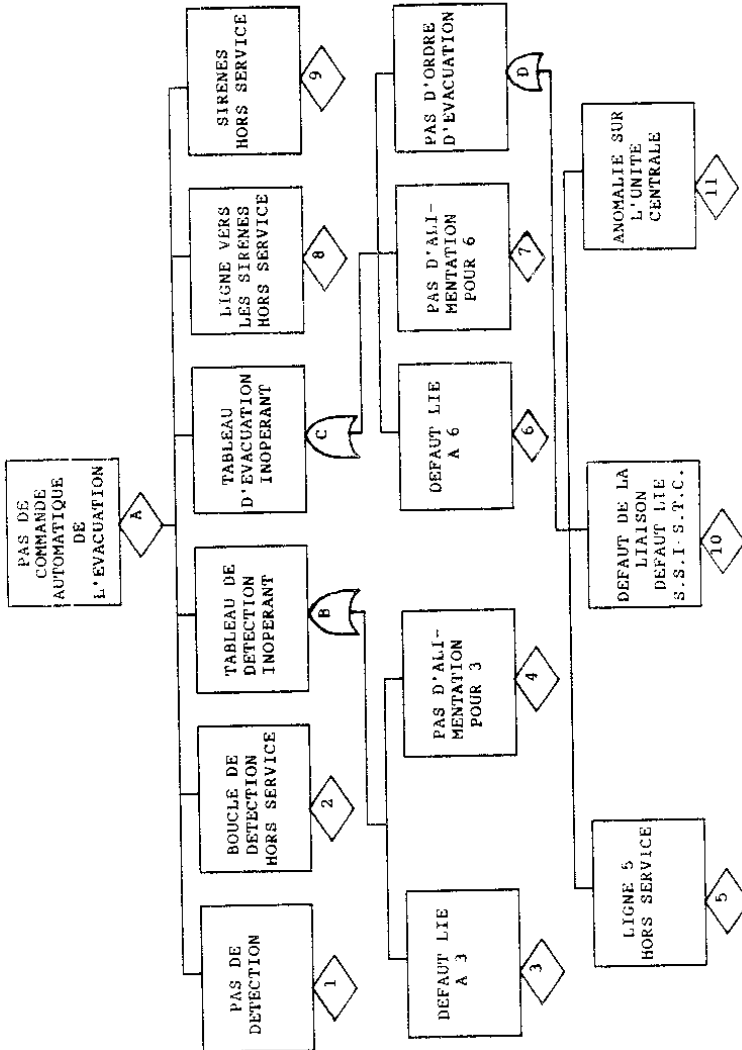 PAS DE
COMMANDE
AUTOMATIQUE
DE
L'EVACUATION
A
PAS DE
DETECTION
1
BOUCLE DE
DETECTION
HORS SERVICE
2
TABLEAU DE
DETECTION
INOPERANT
B
TABLEAU
D'EVACUATION
INOPERANT
C
LIGNE VERS
LES SIRENES
HORS SERVICE
8
SIRENES
HORS SERVICE
9
DEFAUT LIE
A 3
3
PAS D'ALI-
MENTATION
POUR 3
4
DEFAUT LIE
A 6
6
PAS D'ALI-
MENTATION
POUR 6
7
PAS D'ORDRE
D'EVACUATION
D
LIGNE 5
HORS SERVICE
5
DEFAUT DE LA
LIAISON
DEFAUT LIE
S.S.I-S.T.C.
10
ANOMALIE SUR
L'UNITE
CENTRALE
11